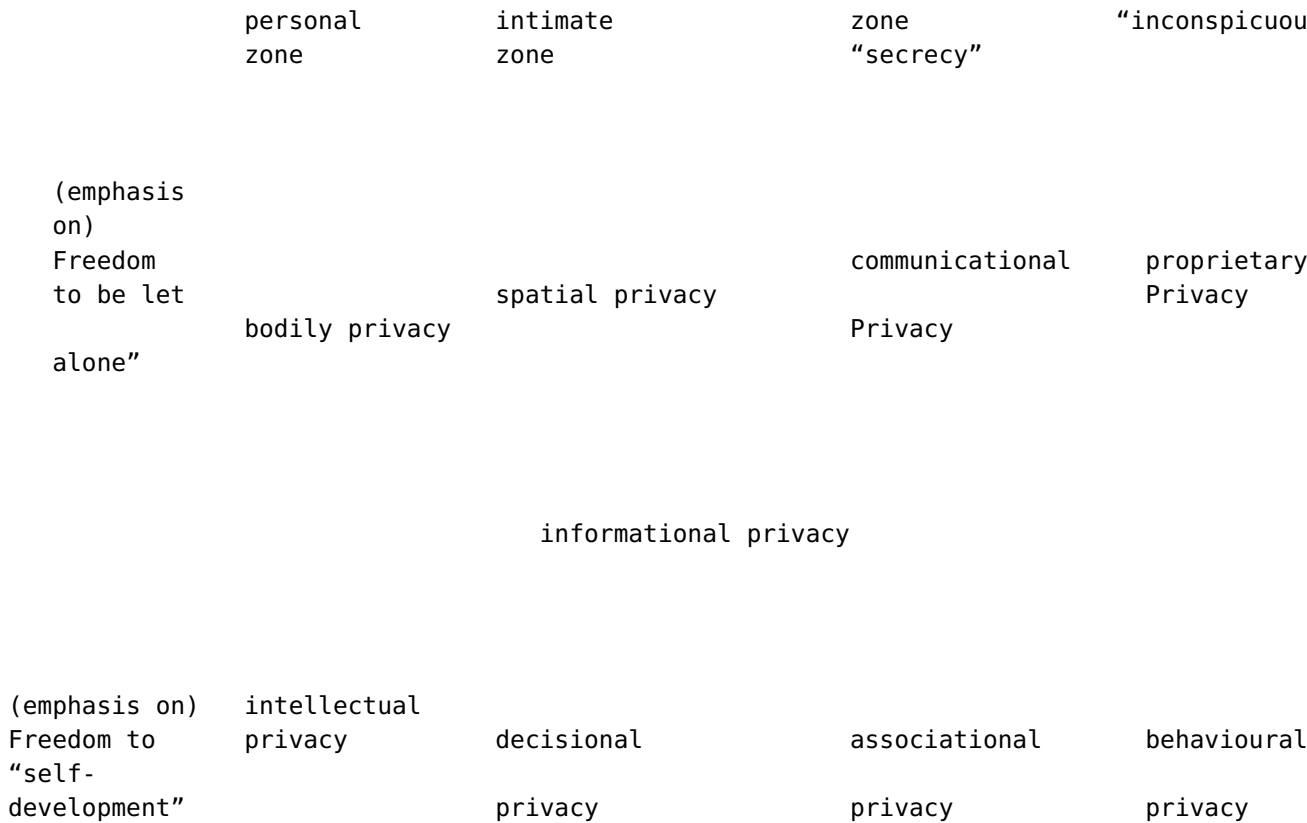 personal intimate zone “inconspicuou
zone zone “secrecy”
(emphasis
on)
Freedom communicational proprietary
to be let spatial privacy Privacy
bodily privacy Privacy
alone”
informational privacy
(emphasis on) intellectual
Freedom to privacy decisional associational behavioural
“self-
development” privacy privacy privacy